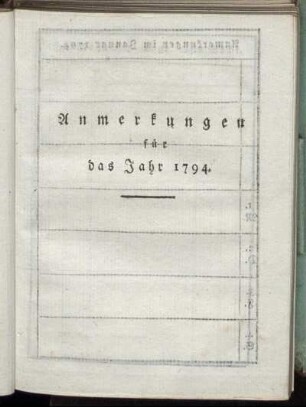 Anmerkungen
für
das Jahr 1794.